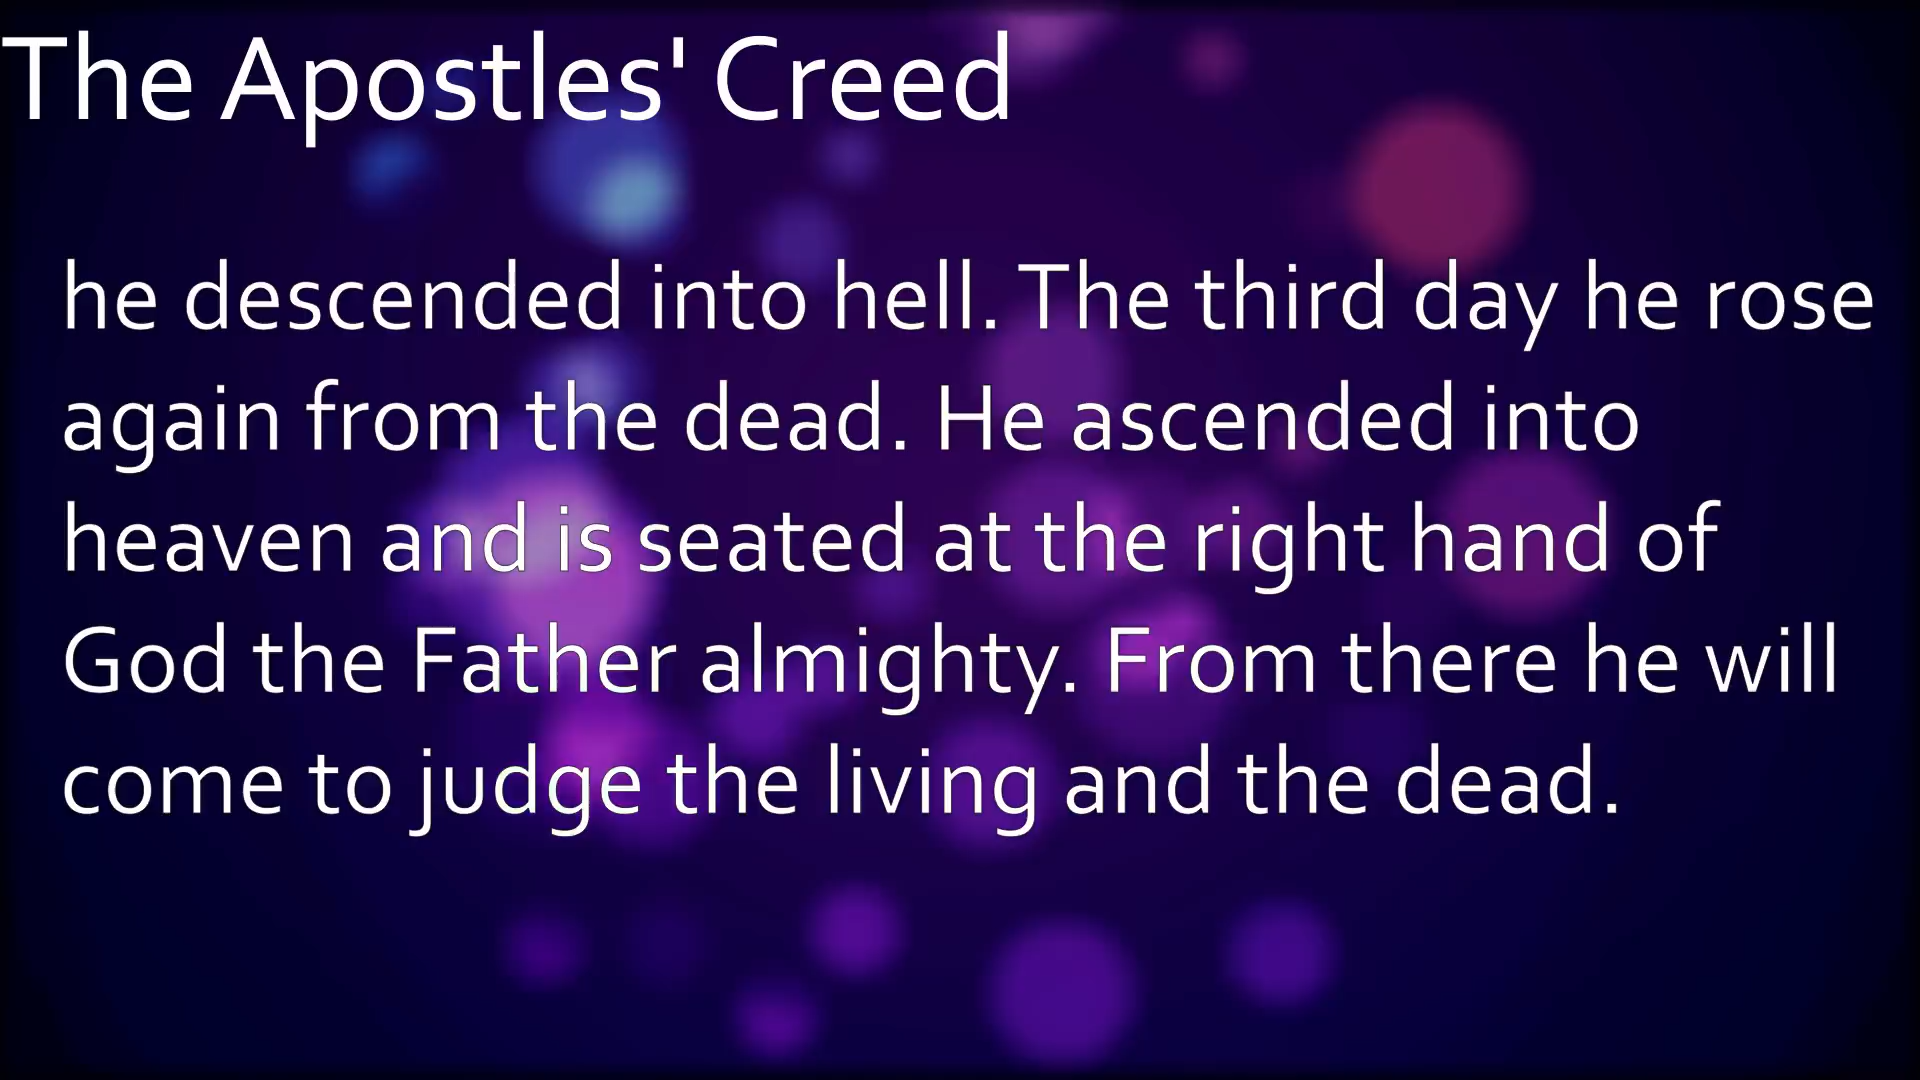 The Apostles' Creed
he descended into hell. The third day he rose
again from the dead. He ascended into
heaven and is seated at the right hand of
God the Father almighty. From there he will
come to judge the living and the dead.